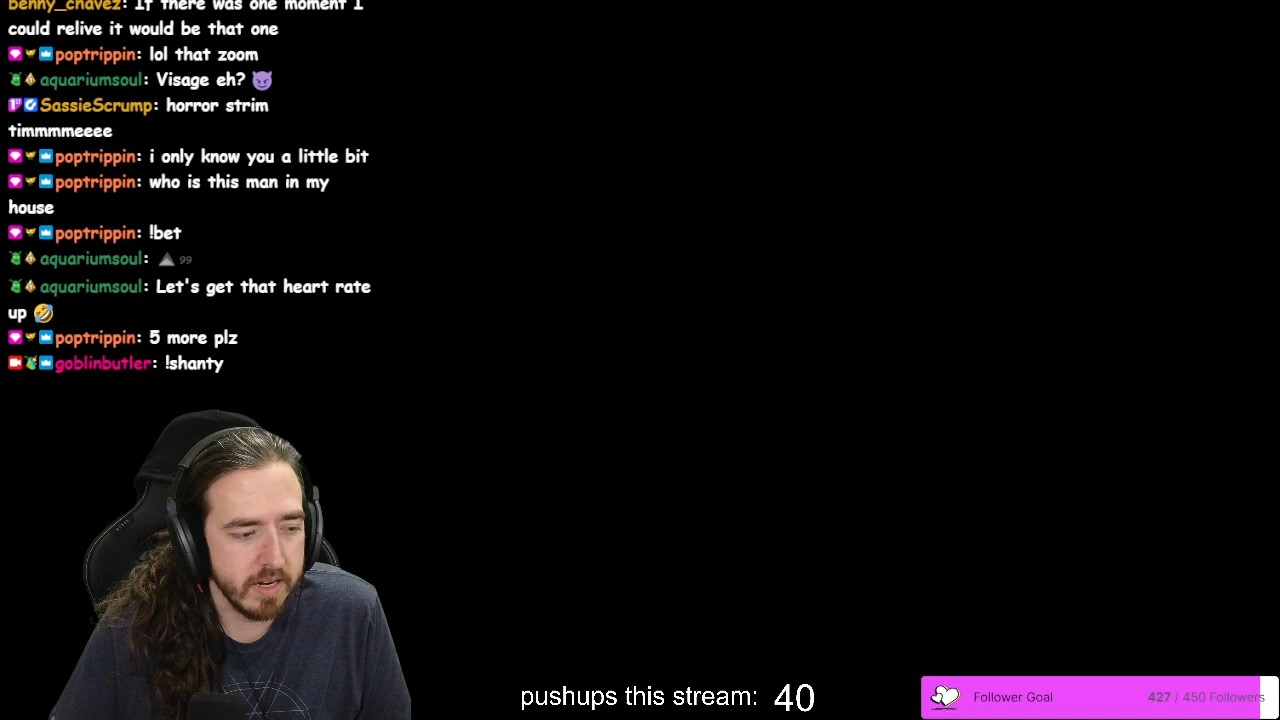 benny_chavez: If there was one moment I
could relive it would be that one
poptrippin: lol that zoom
aquariumsoul: Visage eh? 😈
SassieScrump: horror strim
timmmmeeee
poptrippin: i only know you a little bit
poptrippin: who is this man in my
house
poptrippin: !bet
aquariumsoul: 99
aquariumsoul: Let's get that heart rate
up 🤣
poptrippin: 5 more plz
goblinbutler: !shanty
pushups this stream: 40
Follower Goal 427 / 450 Followers